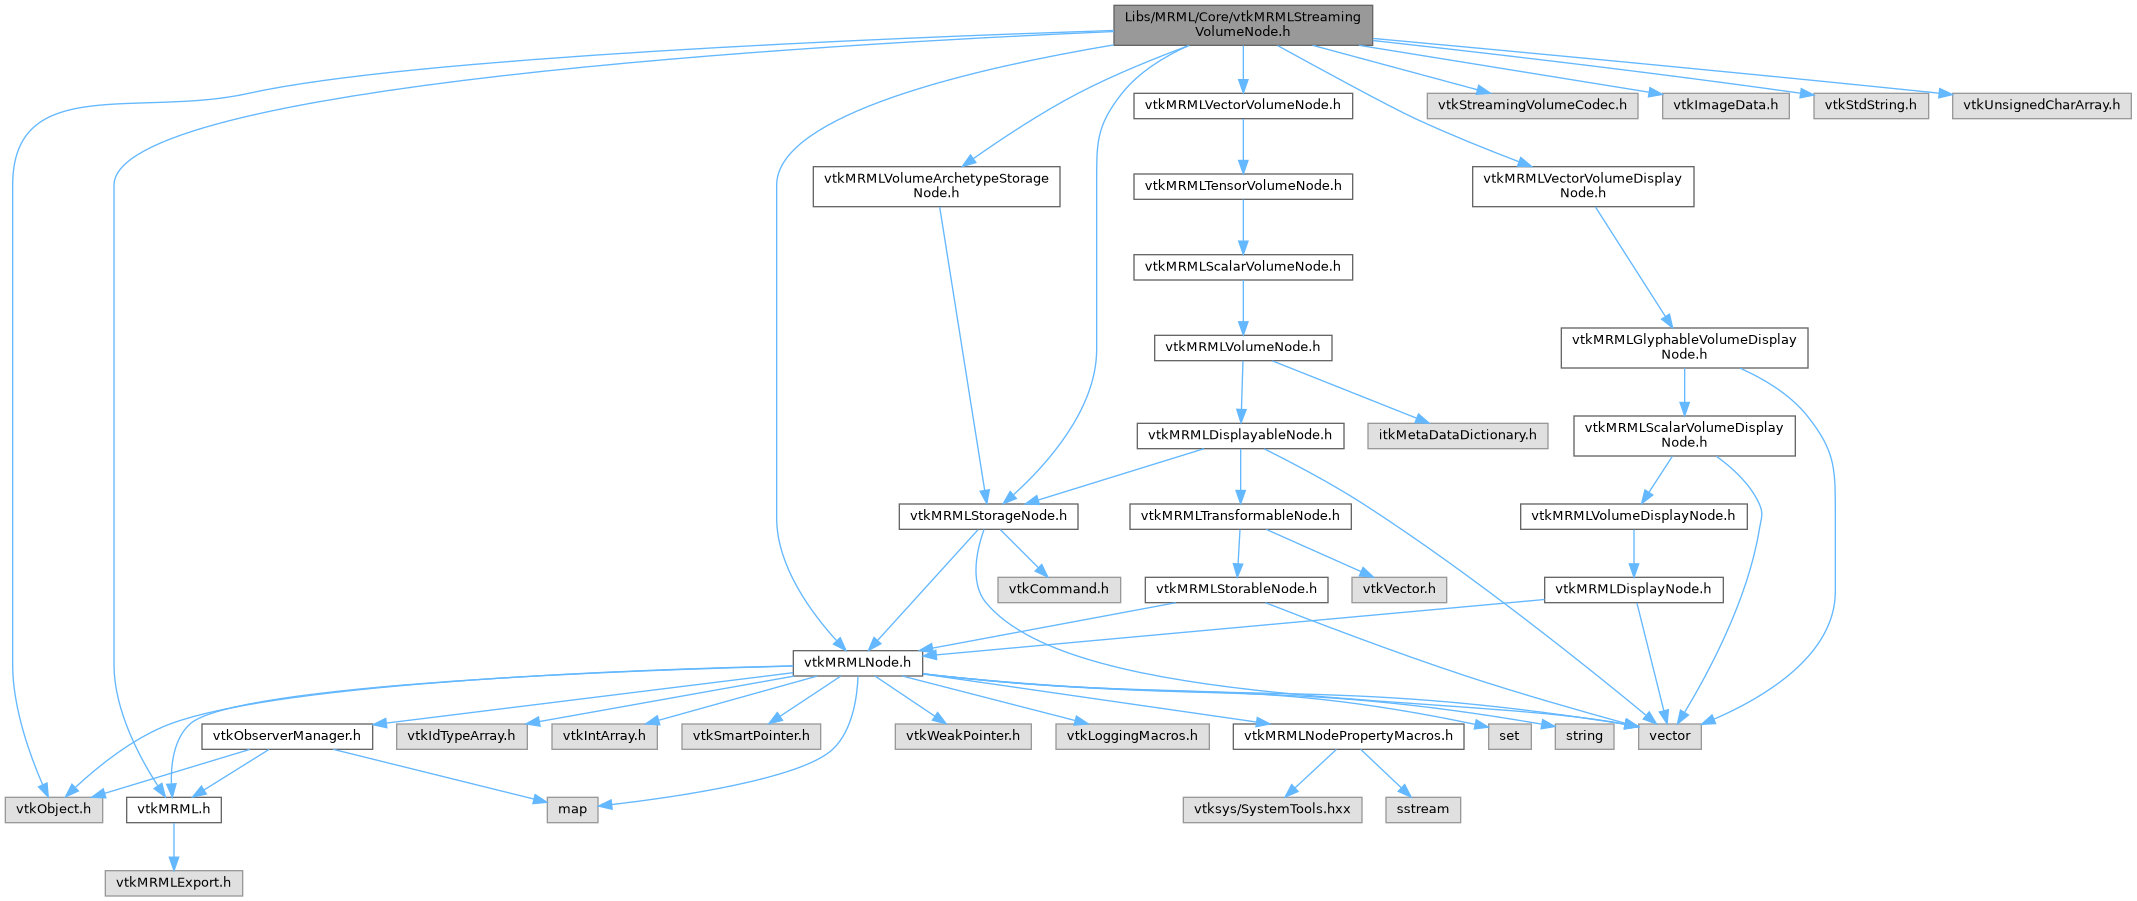 Libs/MRML/Core/vtkMRMLStreaming
VolumeNode.h
vtkMRMLVectorVolumeNode.h
vtkStreamingVolumeCodec.h
vtkImageData.h
vtkStdString.h
vtkUnsignedCharArray.h
vtkMRMLVolumeArchetypeStorage
Node.h
vtkMRMLTensorVolumeNode.h
vtkMRMLVectorVolumeDisplay
Node.h
vtkMRMLScalarVolumeNode.h
vtkMRMLVolumeNode.h
vtkMRMLGlyphableVolumeDisplay
Node.h
vtkMRMLDisplayableNode.h
itkMetaDataDictionary.h
vtkMRMLScalarVolumeDisplay
Node.h
vtkMRMLStorageNode.h
vtkMRMLTransformableNode.h
vtkMRMLVolumeDisplayNode.h
vtkCommand.h
vtkMRMLStorableNode.h
vtkVector.h
vtkMRMLDisplayNode.h
vtkMRMLNode.h
vtkObserverManager.h
vtkIdTypeArray.h
vtkIntArray.h
vtkSmartPointer.h
vtkWeakPointer.h
vtkLoggingMacros.h
vtkMRMLNodePropertyMacros.h
set
string
vector
vtkObject.h
vtkMRML.h
map
vtksys/SystemTools.hxx
sstream
vtkMRMLExport.h